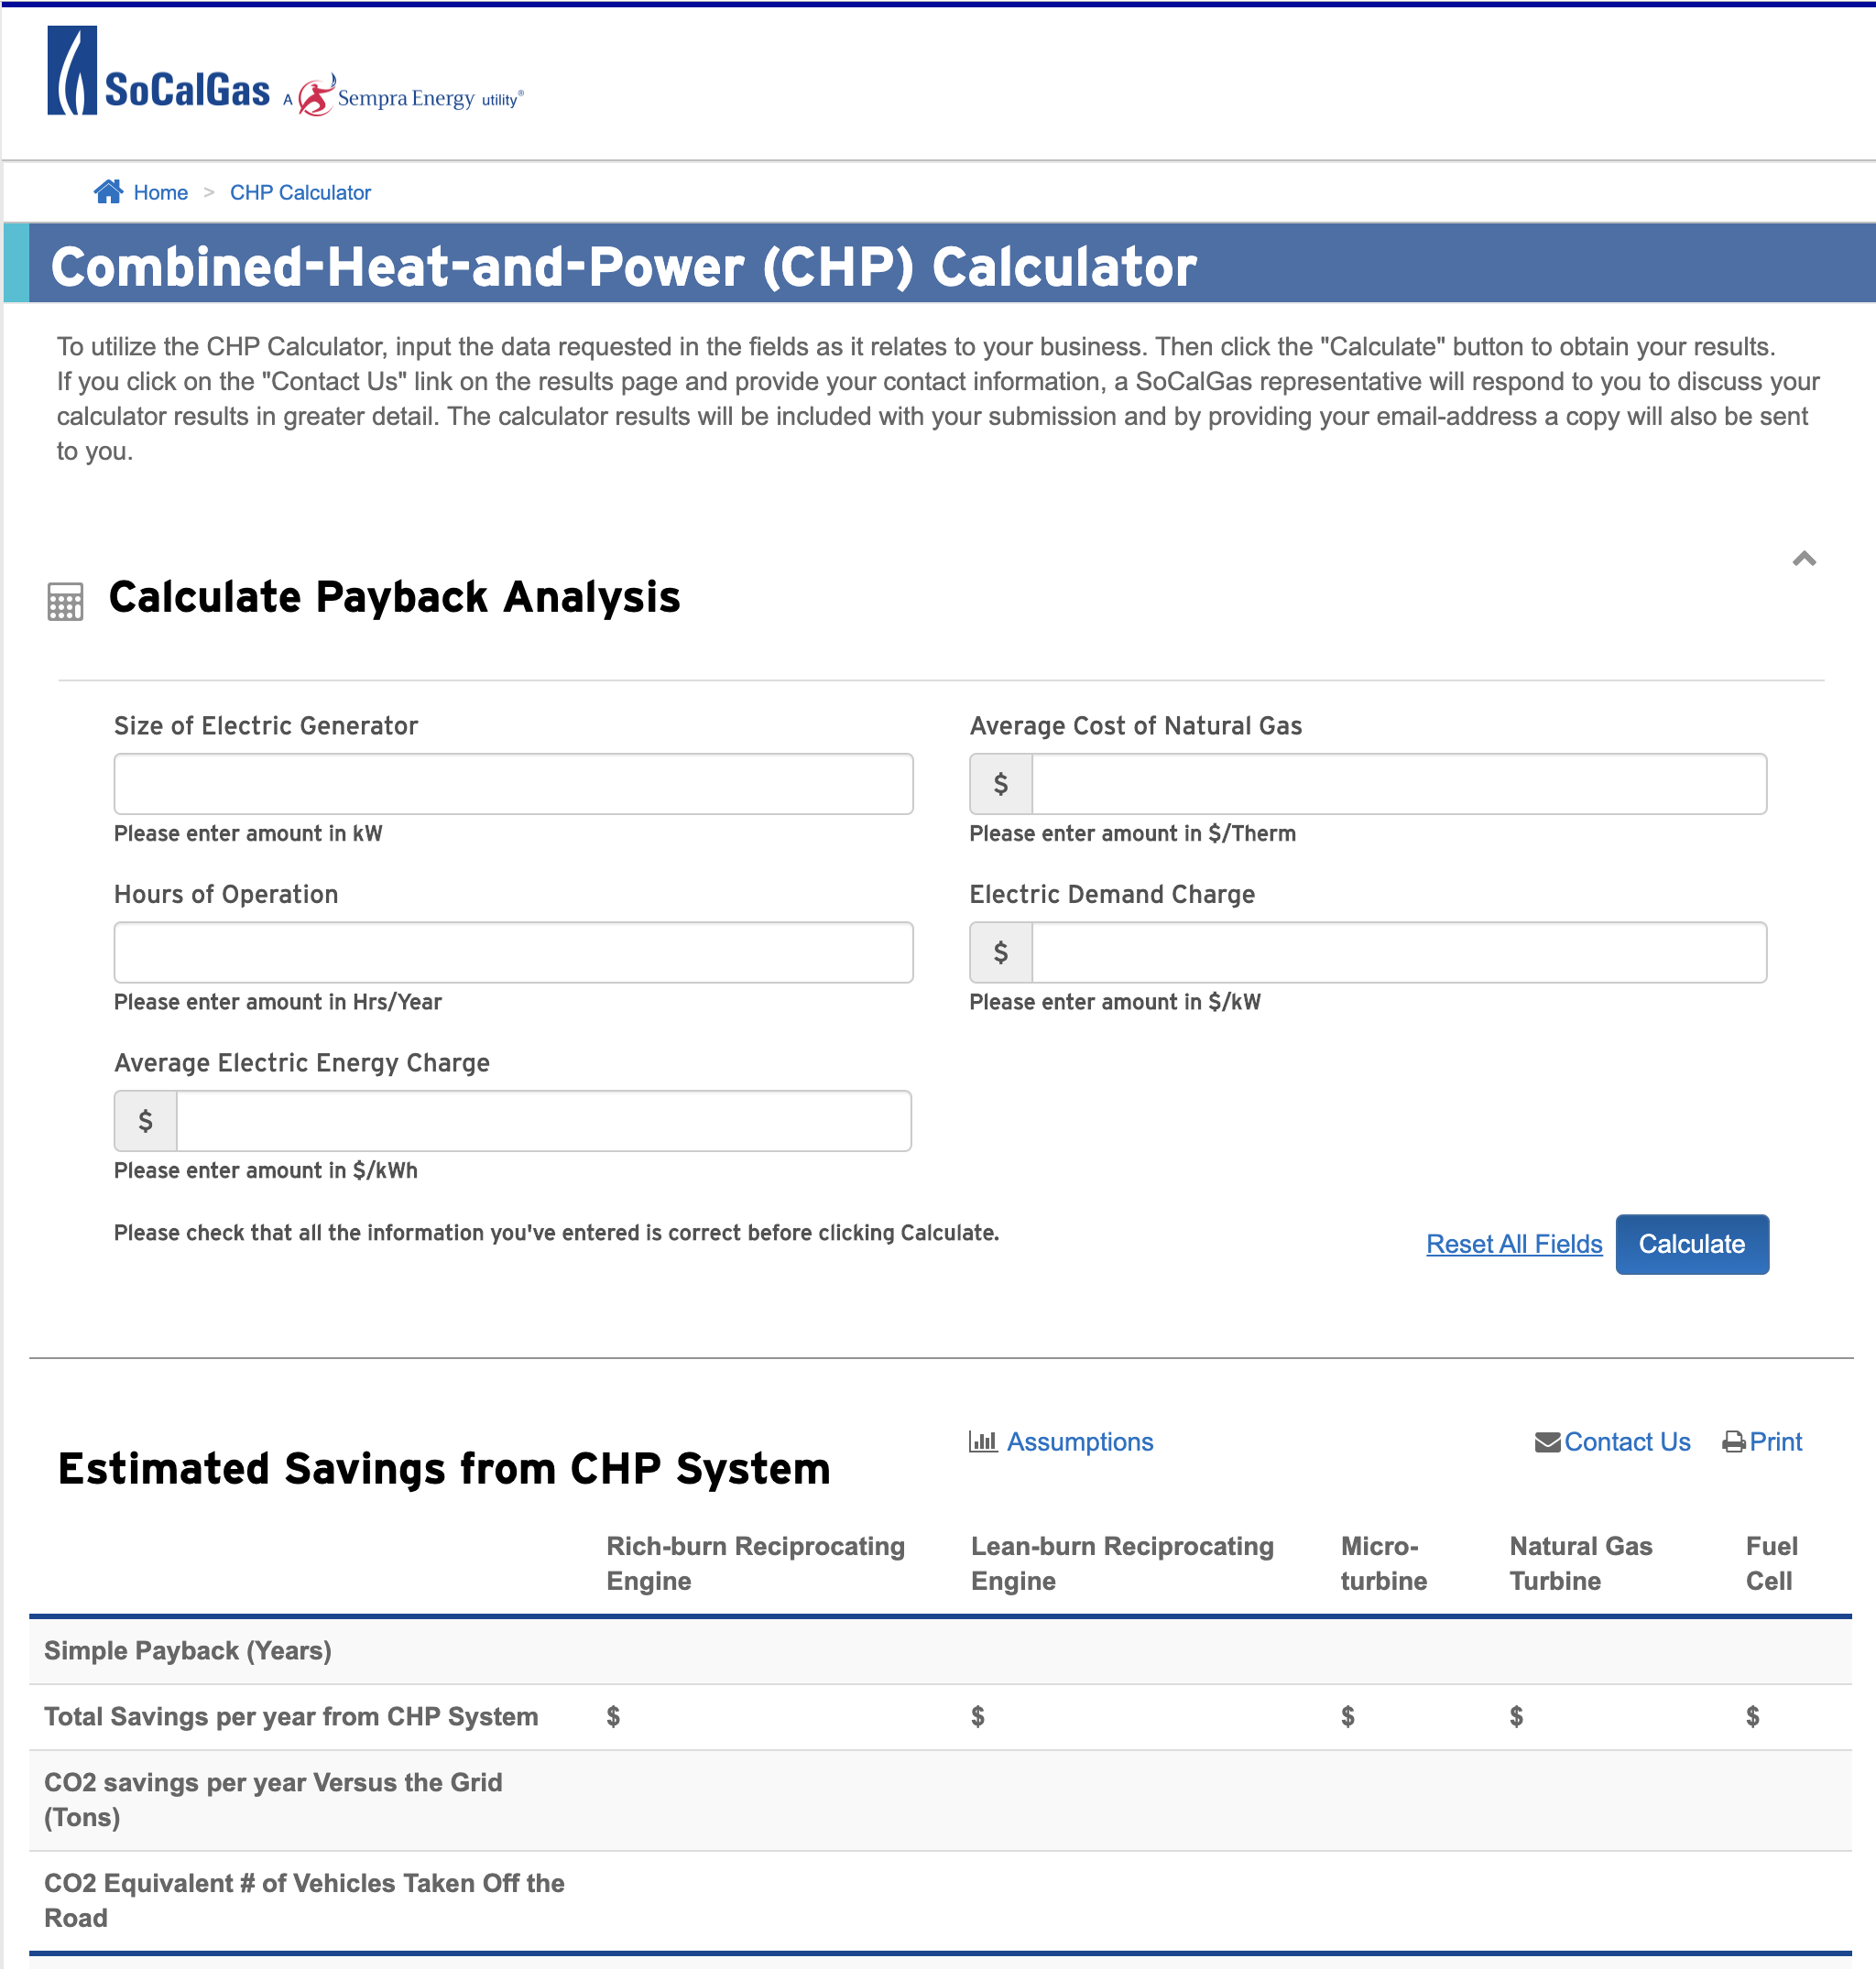 SoCalGas A Sempra Energy utility®
Home > CHP Calculator
Combined-Heat-and-Power (CHP) Calculator
To utilize the CHP Calculator, input the data requested in the fields as it relates to your business. Then click the "Calculate" button to obtain your results.
If you click on the "Contact Us" link on the results page and provide your contact information, a SoCalGas representative will respond to you to discuss your
calculator results in greater detail. The calculator results will be included with your submission and by providing your email-address a copy will also be sent
to you.
Calculate Payback Analysis
Size of Electric Generator
Please enter amount in kW
Average Cost of Natural Gas
$
Please enter amount in $/Therm
Hours of Operation
Please enter amount in Hrs/Year
Electric Demand Charge
$
Please enter amount in $/kW
Average Electric Energy Charge
$
Please enter amount in $/kWh
Please check that all the information you've entered is correct before clicking Calculate.
Reset All Fields Calculate
Estimated Savings from CHP System
Assumptions Contact Us Print
Rich-burn Reciprocating
Engine
Lean-burn Reciprocating
Engine
Micro-
turbine
Natural Gas
Turbine
Fuel
Cell
Simple Payback (Years)
Total Savings per year from CHP System $ $ $ $ $
CO2 savings per year Versus the Grid
(Tons)
CO2 Equivalent # of Vehicles Taken Off the
Road